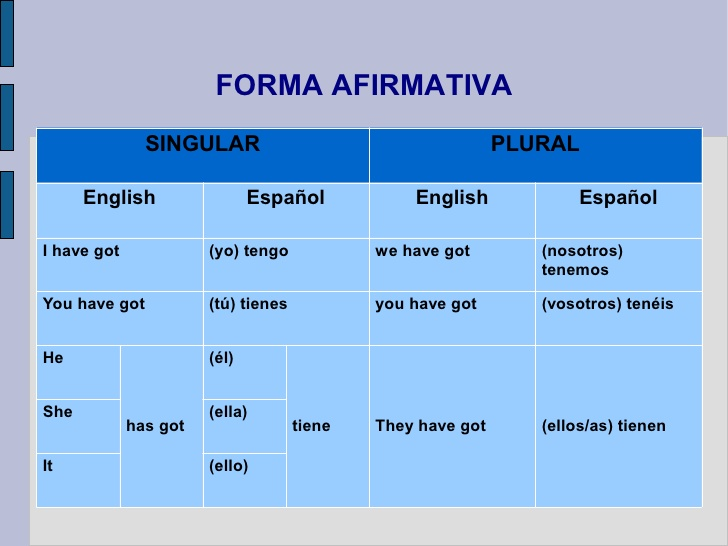 FORMA AFIRMATIVA
SINGULAR
PLURAL
English
Español
English
Español
I have got
(yo) tengo
we have got
(nosotros)
tenemos
You have got
(tú) tienes
you have got
(vosotros) tenéis
He
She
It
has got
(él)
(ella)
(ello)
tiene
They have got
(ellos/as) tienen